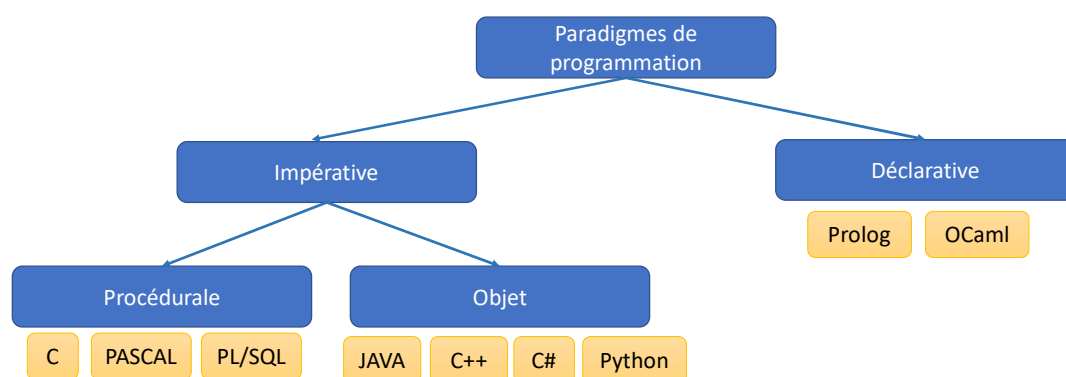 Paradigmes de
programmation
Impérative
Déclarative
Prolog
OCaml
Procédurale
Objet
C
PASCAL
PL/SQL
JAVA
C++
C#
Python